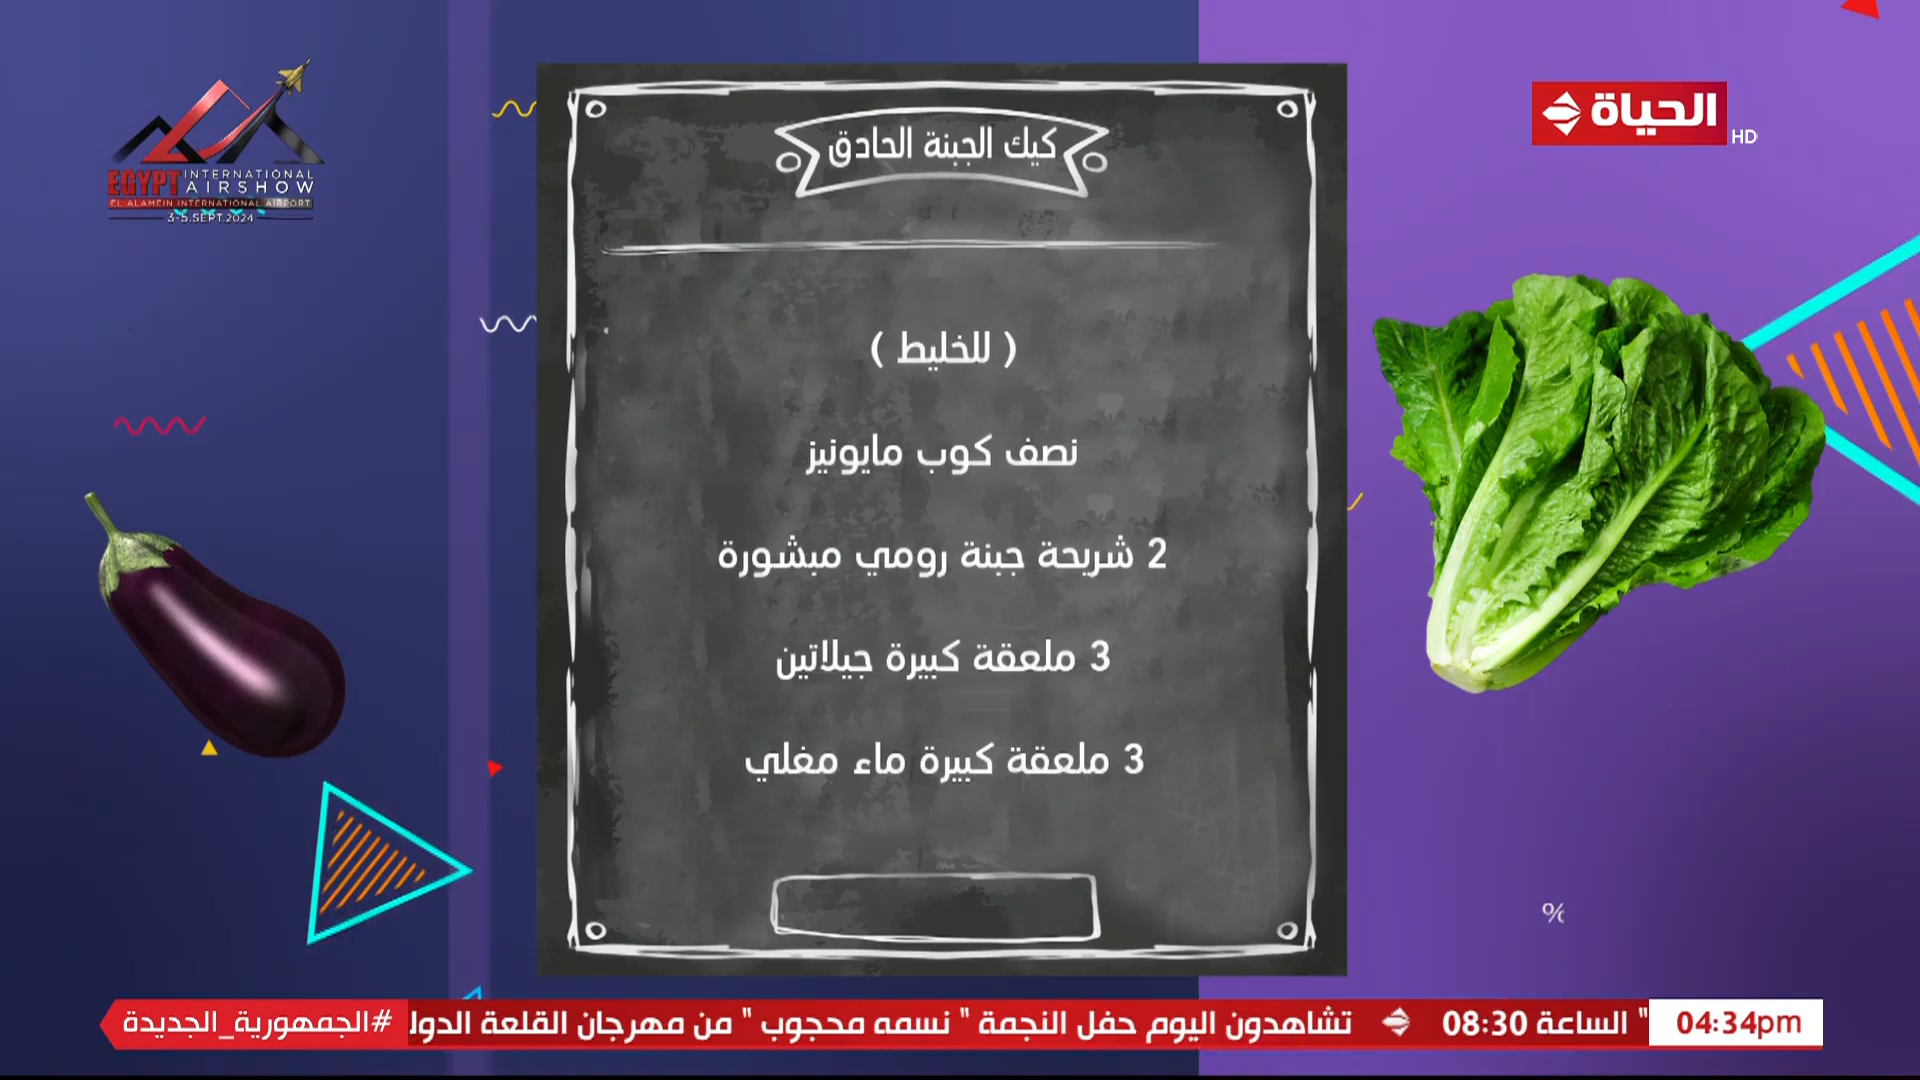 EGYPT INTERNATIONAL
AIRSHOW
EL ALAMEIN INTERNATIONAL AIRPORT
3-5.SEPT.2024
الحياة
HD
كيك الجبنة الحادق
( للخليط )
نصف كوب مايونيز
2 شريحة جبنة رومي مبشورة
3 ملعقة كبيرة جيلاتين
3 ملعقة كبيرة ماء مغلي
%
04:34pm
" الساعة 08:30
تشاهدون اليوم حفل النجمة " نسمه محجوب " من مهرجان القلعة الدول
#الجمهورية_الجديدة